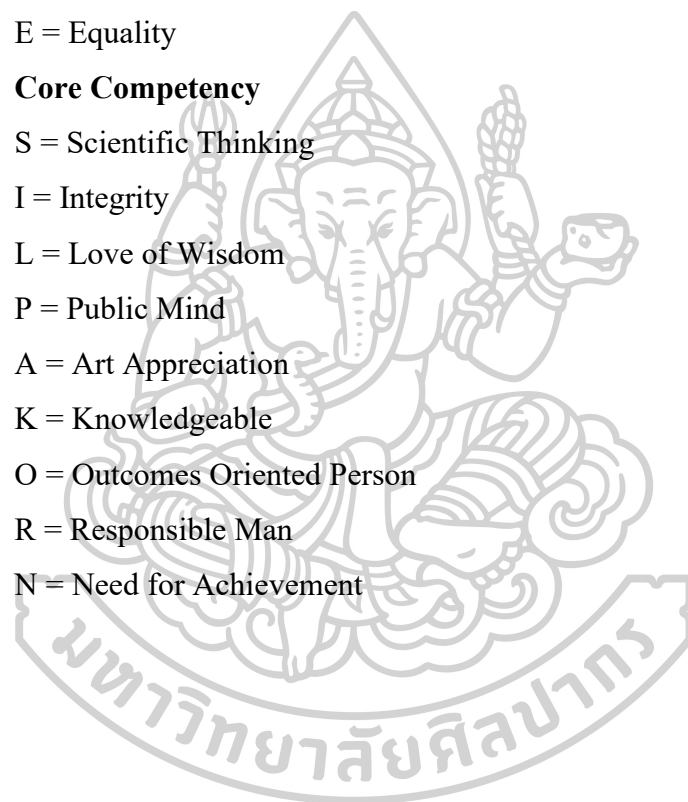 E = Equality
Core Competency
S = Scientific Thinking
I = Integrity
L = Love of Wisdom
P = Public Mind
A = Art Appreciation
K = Knowledgeable
O = Outcomes Oriented Person
R = Responsible Man
N = Need for Achievement
มหาวิทยาลัยศิลปากร